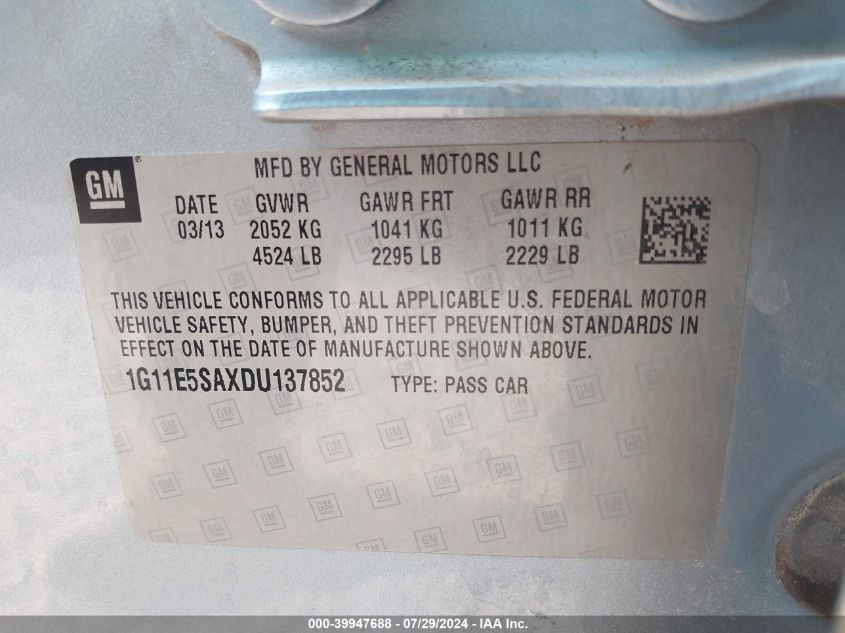 GM
MFD BY GENERAL MOTORS LLC
DATE GVWR GAWR FRT GAWR RR
03/13 2052 KG 1041 KG 1011 KG
4524 LB 2295 LB 2229 LB
THIS VEHICLE CONFORMS TO ALL APPLICABLE U.S. FEDERAL MOTOR
VEHICLE SAFETY, BUMPER, AND THEFT PREVENTION STANDARDS IN
EFFECT ON THE DATE OF MANUFACTURE SHOWN ABOVE.
1G11E5SAXDU137852 TYPE: PASS CAR
000-39947688 - 07/29/2024 - IAA Inc.